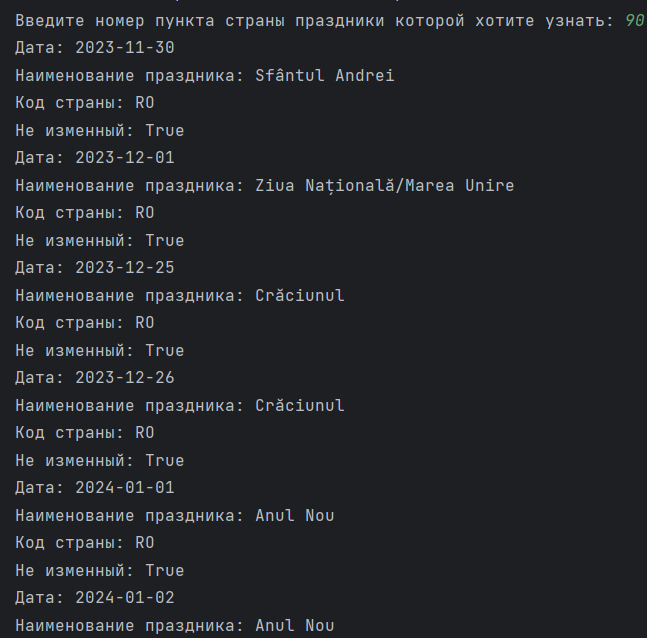 Введите номер пункта страны праздники которой хотите узнать: 90
Дата: 2023-11-30
Наименование праздника: Sfântul Andrei
Код страны: RO
Не изменный: True
Дата: 2023-12-01
Наименование праздника: Ziua Națională/Marea Unire
Код страны: RO
Не изменный: True
Дата: 2023-12-25
Наименование праздника: Crăciunul
Код страны: RO
Не изменный: True
Дата: 2023-12-26
Наименование праздника: Crăciunul
Код страны: RO
Не изменный: True
Дата: 2024-01-01
Наименование праздника: Anul Nou
Код страны: RO
Не изменный: True
Дата: 2024-01-02
Наименование праздника: Anul Nou